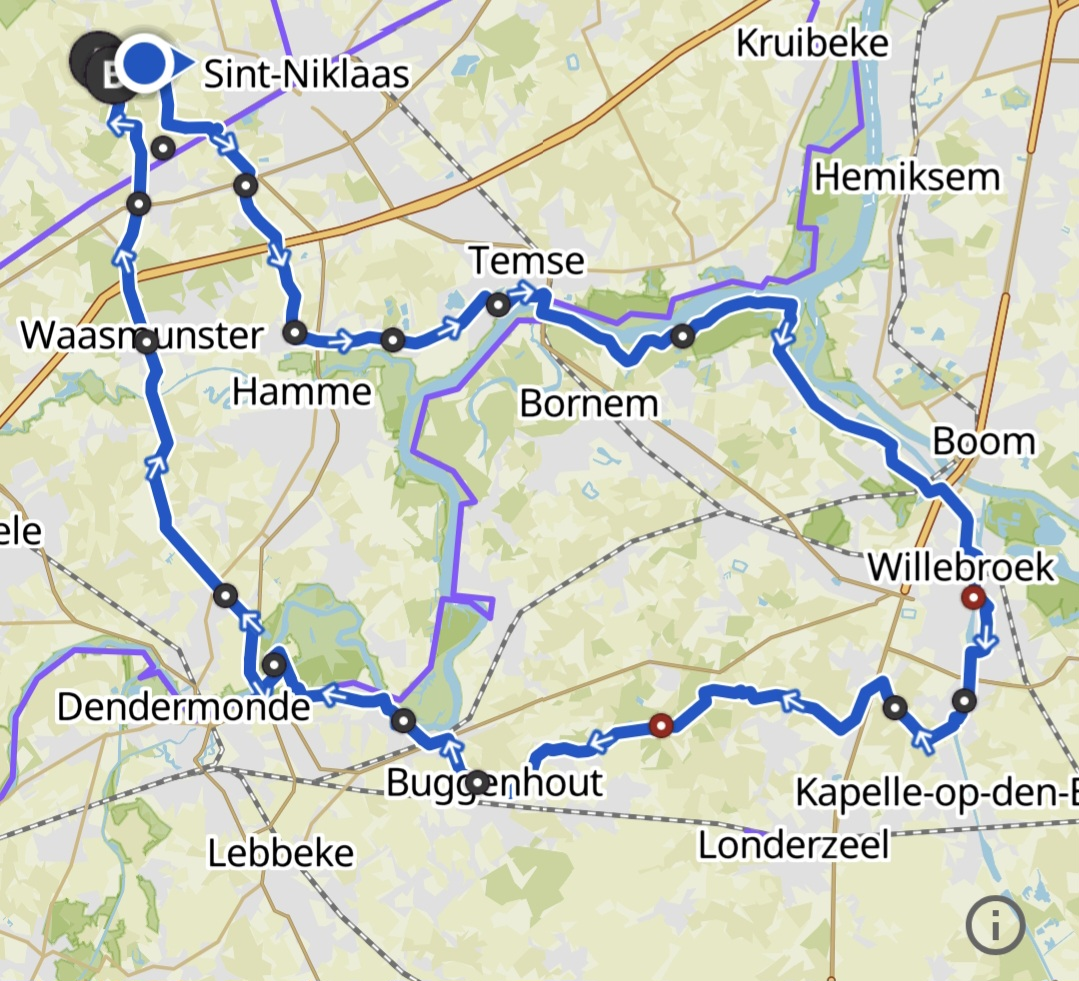 Kruibeke
B
Sint-Niklaas
Hemiksem
Temse
Waasmunster
Hamme
Bornem
Boom
ele
Willebroek
Dendermonde
Buggenhout
Kapelle-op-den-B
Londerzeel
Lebbeke
i